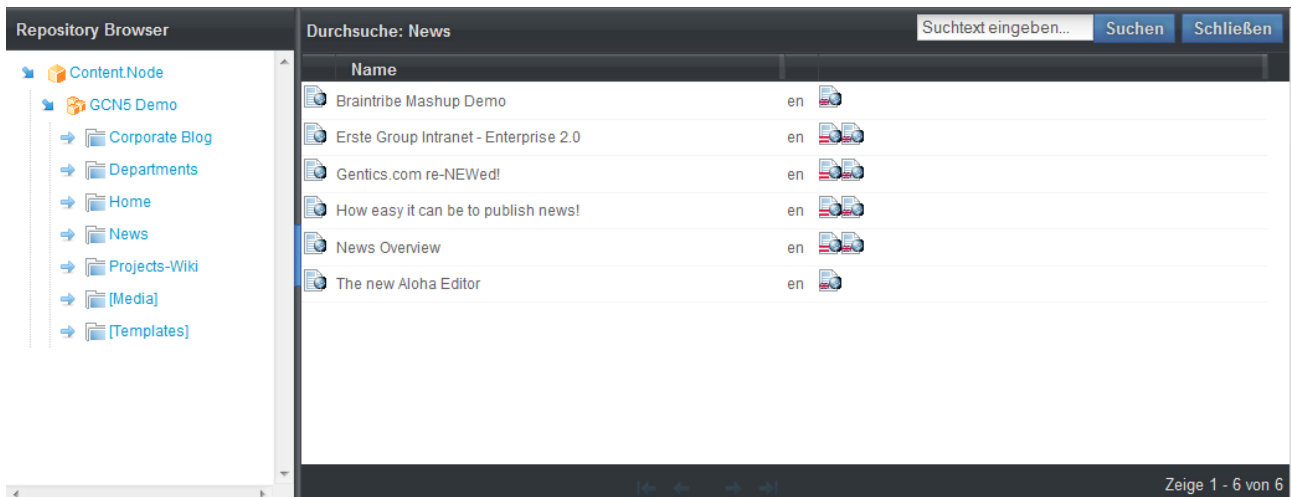 Repository Browser
Content.Node
GCN5 Demo
Corporate Blog
Departments
Home
News
Projects-Wiki
[Media]
[Templates]
Durchsuche: News
Suchtext eingeben...
Suchen
Schließen
Name
Braintribe Mashup Demo en
Erste Group Intranet - Enterprise 2.0 en
Gentics.com re-NEWed! en
How easy it can be to publish news! en
News Overview en
The new Aloha Editor en
Zeige 1 - 6 von 6